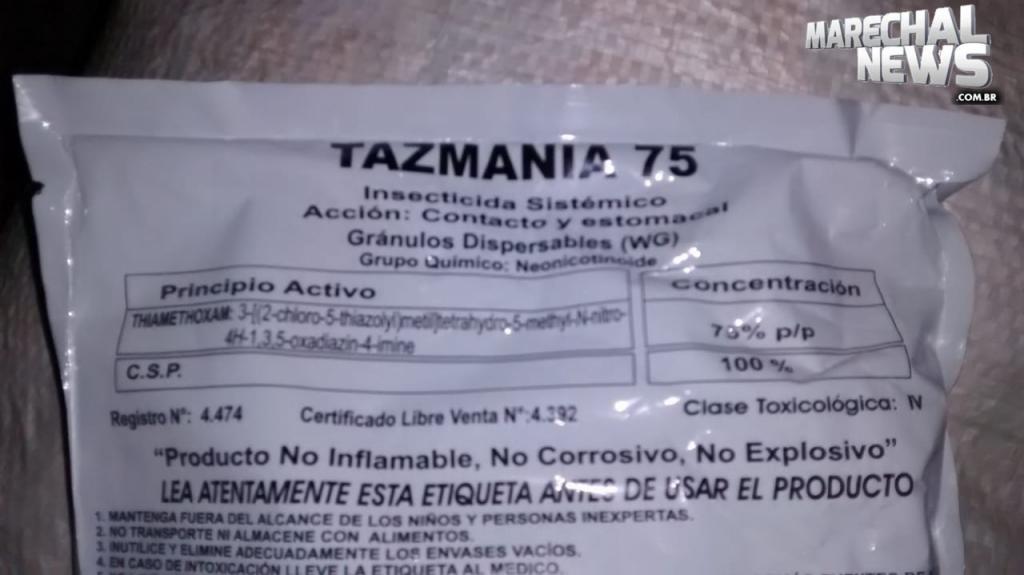 MARECHAL
NEWS
.COM.BR
TAZMANIA 75
Insecticida Sistémico
Acción: Contacto y estomacal
Gránulos Dispersables (WG)
Grupo Químico: Neonicotinoide
Principio Activo
Concentración
THIAMETHOXAM: 3-[(2-chloro-5-thiazolyl)metil]tetrahydro-5-methyl-N-nitro-
4H-1,3,5-oxadiazin-4-imine
75% p/p
C.S.P.
100 %
Registro N°: 4.474 Certificado Libre Venta N°:4.392 Clase Toxicológica: IV
“Producto No Inflamable, No Corrosivo, No Explosivo”
LEA ATENTAMENTE ESTA ETIQUETA ANTES DE USAR EL PRODUCTO
1. MANTENGA FUERA DEL ALCANCE DE LOS NIÑOS Y PERSONAS INEXPERTAS.
2. NO TRANSPORTE NI ALMACENE CON ALIMENTOS.
3. INUTILICE Y ELIMINE ADECUADAMENTE LOS ENVASES VACÍOS.
4. EN CASO DE INTOXICACIÓN LLEVE LA ETIQUETA AL MEDICO.